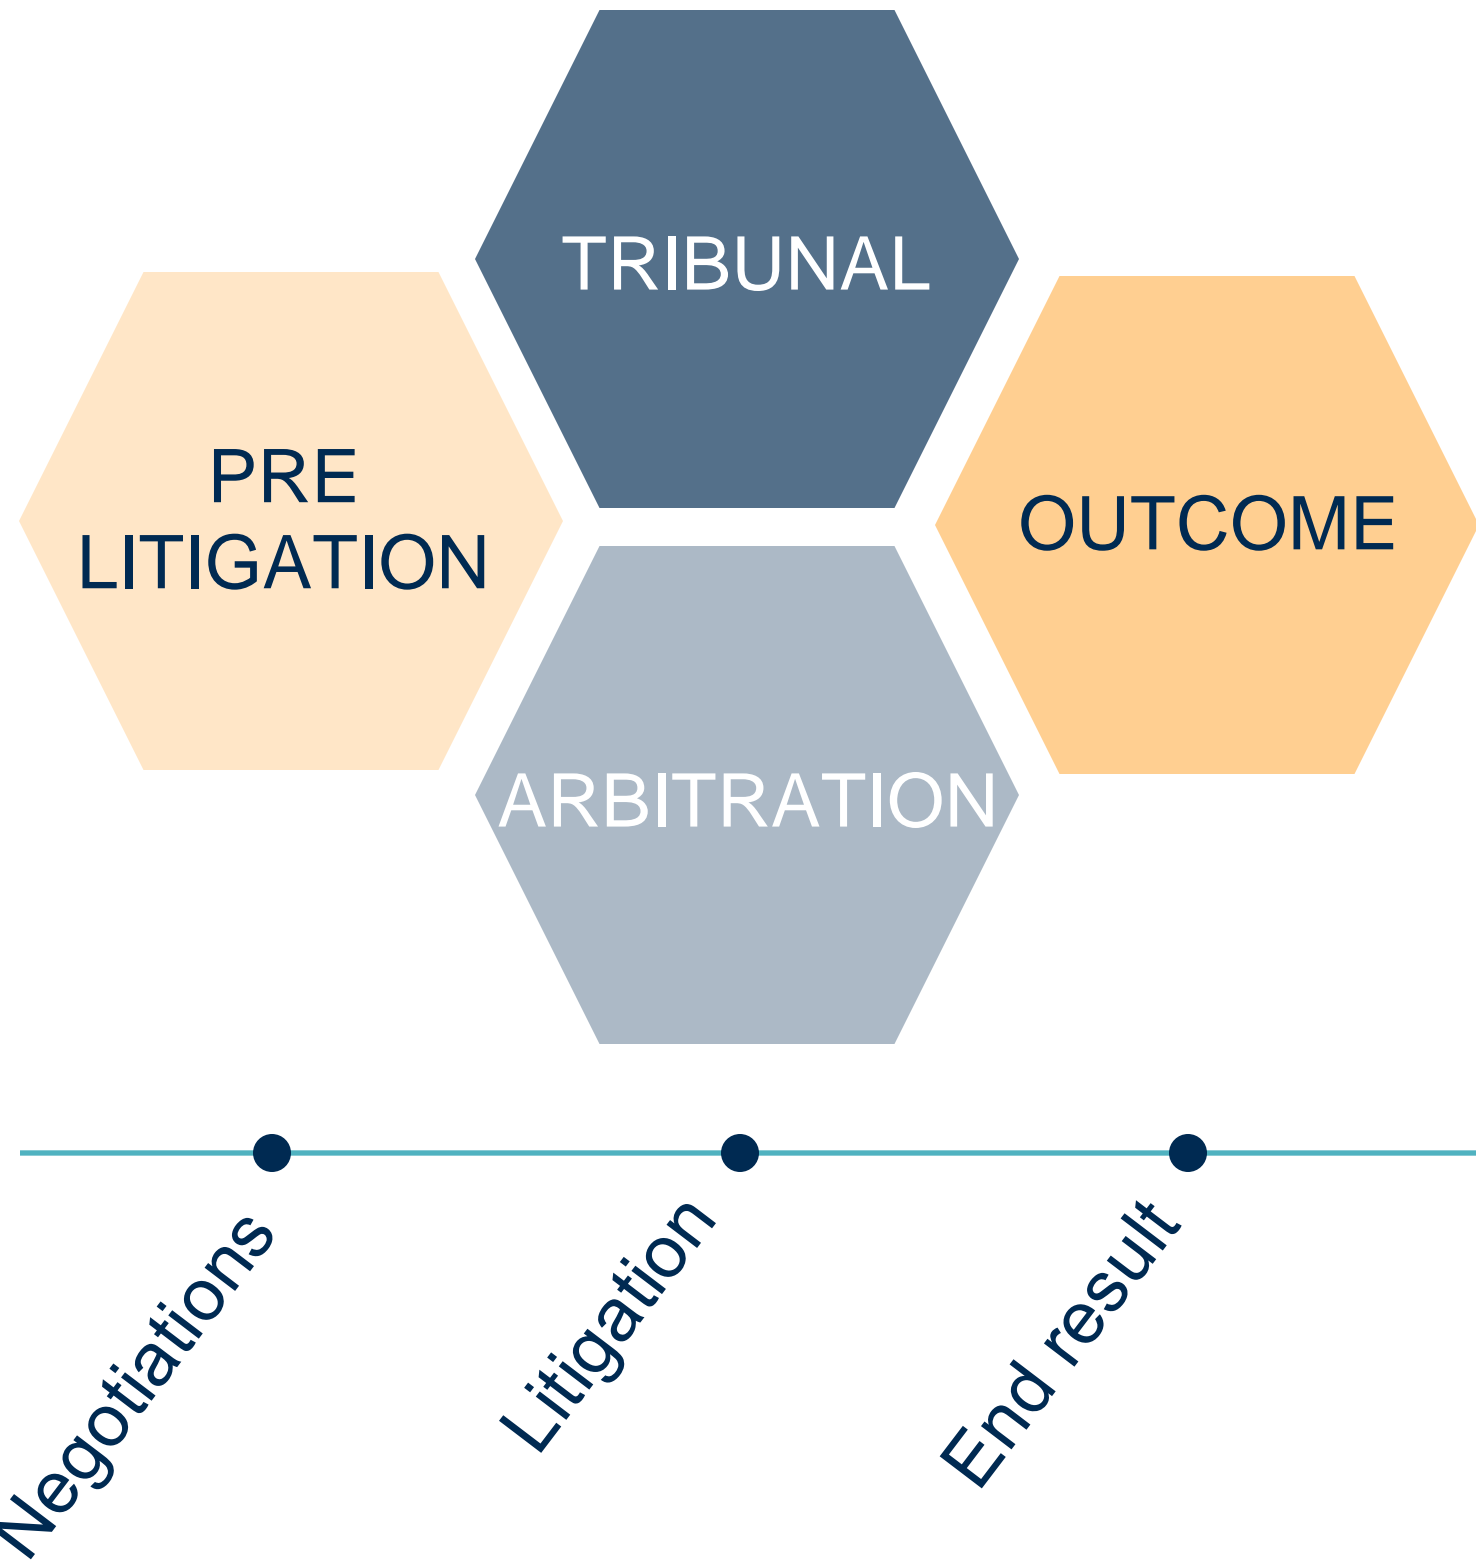 TRIBUNAL
PRE
LITIGATION
OUTCOME
ARBITRATION
Negotiations
Litigation
End result